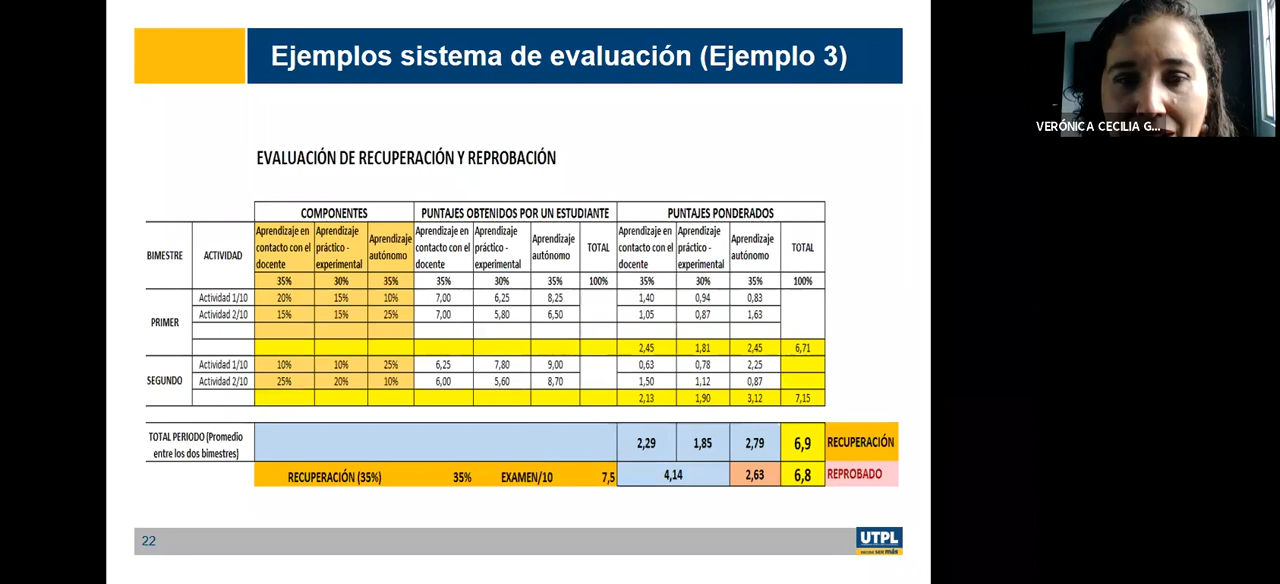 Ejemplos sistema de evaluación (Ejemplo 3)
VERÓNICA CECILIA G...
EVALUACIÓN DE RECUPERACIÓN Y REPROBACIÓN
COMPONENTES PUNTAJES OBTENIDOS POR UN ESTUDIANTE PUNTAJES PONDERADOS
BIMESTRE ACTIVIDAD Aprendizaje en contacto con el docente Aprendizaje práctico - experimental Aprendizaje autónomo Aprendizaje en contacto con el docente Aprendizaje práctico - experimental Aprendizaje autónomo TOTAL Aprendizaje en contacto con el docente Aprendizaje práctico - experimental Aprendizaje autónomo TOTAL
35% 30% 35% 35% 30% 35% 100% 35% 30% 35% 100%
PRIMER
Actividad 1/10 20% 15% 10% 7,00 6,25 8,25 1,40 0,94 0,83
Actividad 2/10 15% 15% 25% 7,00 5,80 6,50 1,05 0,87 1,63
2,45 1,81 2,45 6,71
SEGUNDO
Actividad 1/10 10% 10% 25% 6,25 7,80 9,00 0,63 0,78 2,25
Actividad 2/10 25% 20% 10% 6,00 5,60 8,70 1,50 1,12 0,87
2,13 1,90 3,12 7,15
TOTAL PERIODO (Promedio entre los dos bimestres) 2,29 1,85 2,79 6,9 RECUPERACIÓN
RECUPERACIÓN (35%) 35% EXAMEN/10 7,5 4,14 2,63 6,8 REPROBADO
22
UTPL
DECIDE SER MÁS